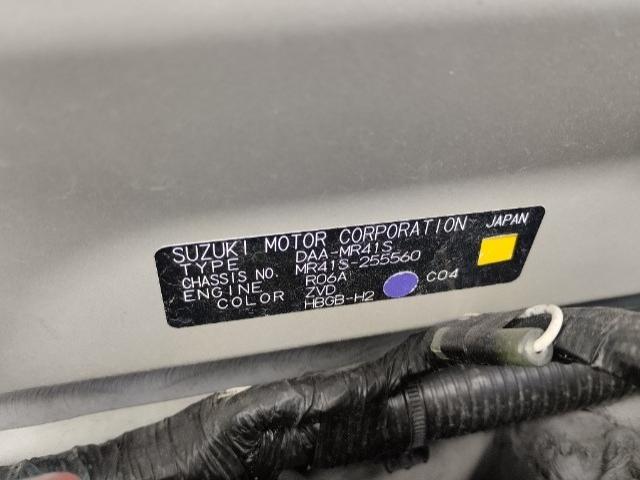 SUZUKI MOTOR CORPORATION JAPAN
TYPE DAA-MR41S
CHASSIS NO. MR41S-255560
ENGINE R06A C04
COLOR ZVD
HBGB-H2